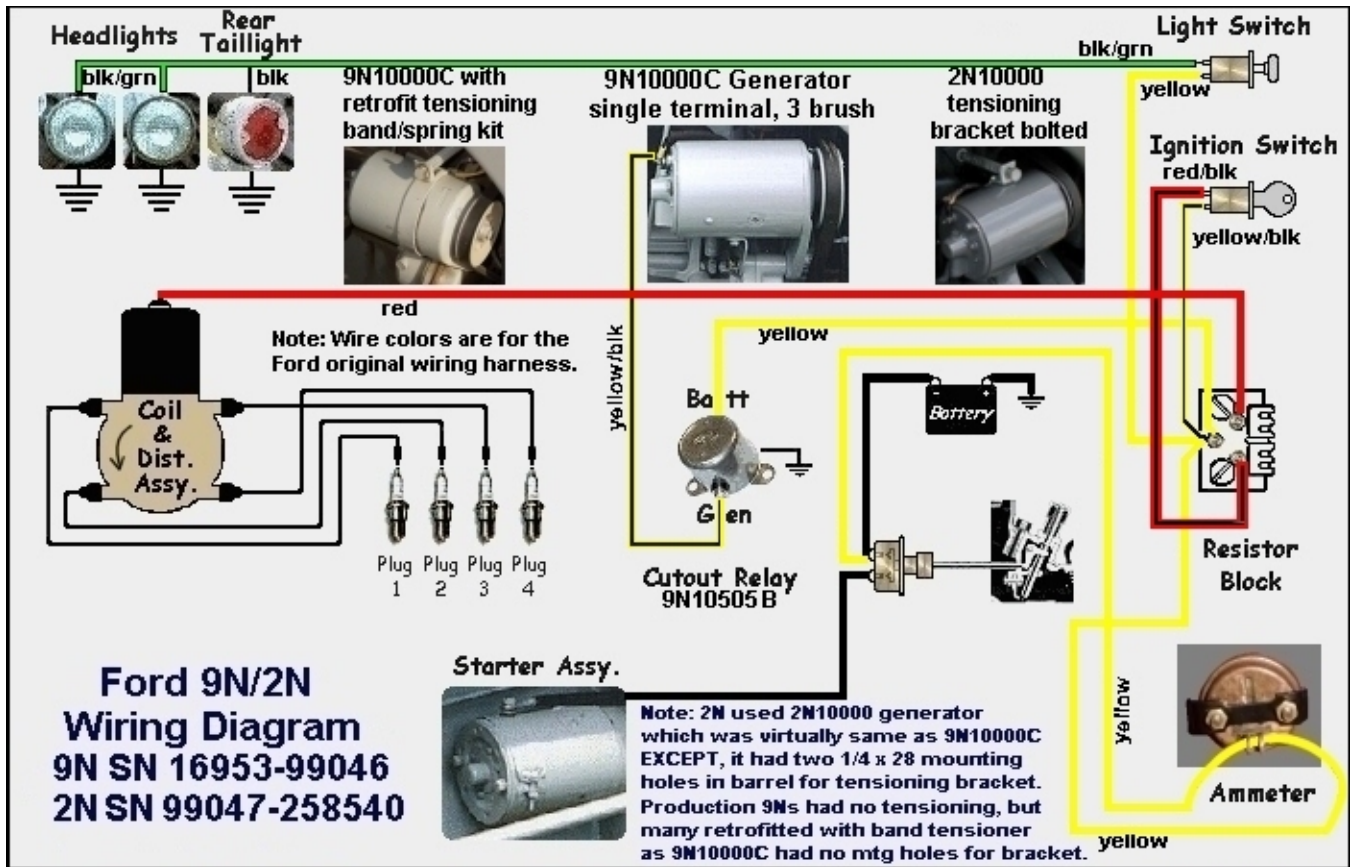 Headlights
Rear
Taillight
blk/grn
blk
blk/grn
Light Switch
yellow
9N10000C with
retrofit tensioning
band/spring kit
9N10000C Generator
single terminal, 3 brush
2N10000
tensioning
bracket bolted
Ignition Switch
red/blk
yellow/blk
red
Note: Wire colors are for the
Ford original wiring harness.
yellow/blk
yellow
Batt
Battery
- +
Coil
&
Dist.
Assy.
Gen
Plug
1
Plug
2
Plug
3
Plug
4
Cutout Relay
9N10505B
Resistor
Block
Starter Assy.
yellow
Ammeter
yellow
Ford 9N/2N
Wiring Diagram
9N SN 16953-99046
2N SN 99047-258540
Note: 2N used 2N10000 generator
which was virtually same as 9N10000C
EXCEPT, it had two 1/4 x 28 mounting
holes in barrel for tensioning bracket.
Production 9Ns had no tensioning, but
many retrofitted with band tensioner
as 9N10000C had no mtg holes for bracket.